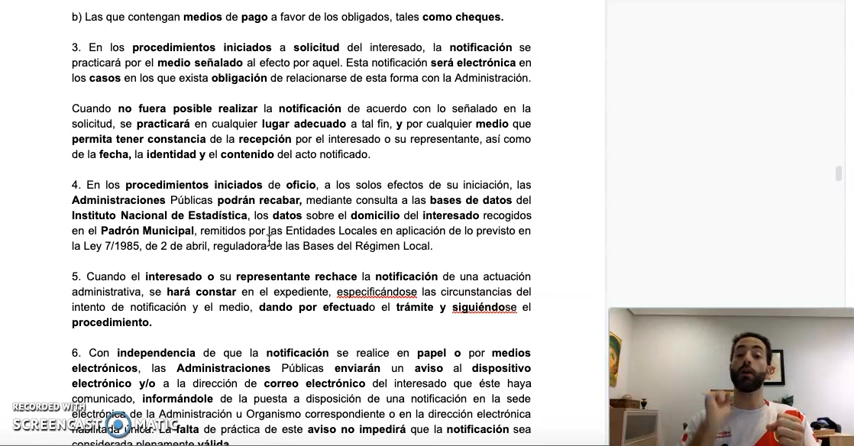 b) Las que contengan medios de pago a favor de los obligados, tales como cheques.
3. En los procedimientos iniciados a solicitud del interesado, la notificación se
practicará por el medio señalado al efecto por aquel. Esta notificación será electrónica en
los casos en los que exista obligación de relacionarse de esta forma con la Administración.
Cuando no fuera posible realizar la notificación de acuerdo con lo señalado en la
solicitud, se practicará en cualquier lugar adecuado a tal fin, y por cualquier medio que
permita tener constancia de la recepción por el interesado o su representante, así como
de la fecha, la identidad y el contenido del acto notificado.
4. En los procedimientos iniciados de oficio, a los solos efectos de su iniciación, las
Administraciones Públicas podrán recabar, mediante consulta a las bases de datos del
Instituto Nacional de Estadística, los datos sobre el domicilio del interesado recogidos
en el Padrón Municipal, remitidos por las Entidades Locales en aplicación de lo previsto en
la Ley 7/1985, de 2 de abril, reguladora de las Bases del Régimen Local.
5. Cuando el interesado o su representante rechace la notificación de una actuación
administrativa, se hará constar en el expediente, especificándose las circunstancias del
intento de notificación y el medio, dando por efectuado el trámite y siguiéndose el
procedimiento.
6. Con independencia de que la notificación se realice en papel o por medios
electrónicos, las Administraciones Públicas enviarán un aviso al dispositivo
electrónico y/o a la dirección de correo electrónico del interesado que éste haya
comunicado, informándole de la puesta a disposición de una notificación en la sede
electrónica de la Administración u Organismo correspondiente o en la dirección electrónica
habilitada única. La falta de práctica de este aviso no impedirá que la notificación sea
considerada plenamente válida.
RECORDED WITH
SCREENCAST MATIC